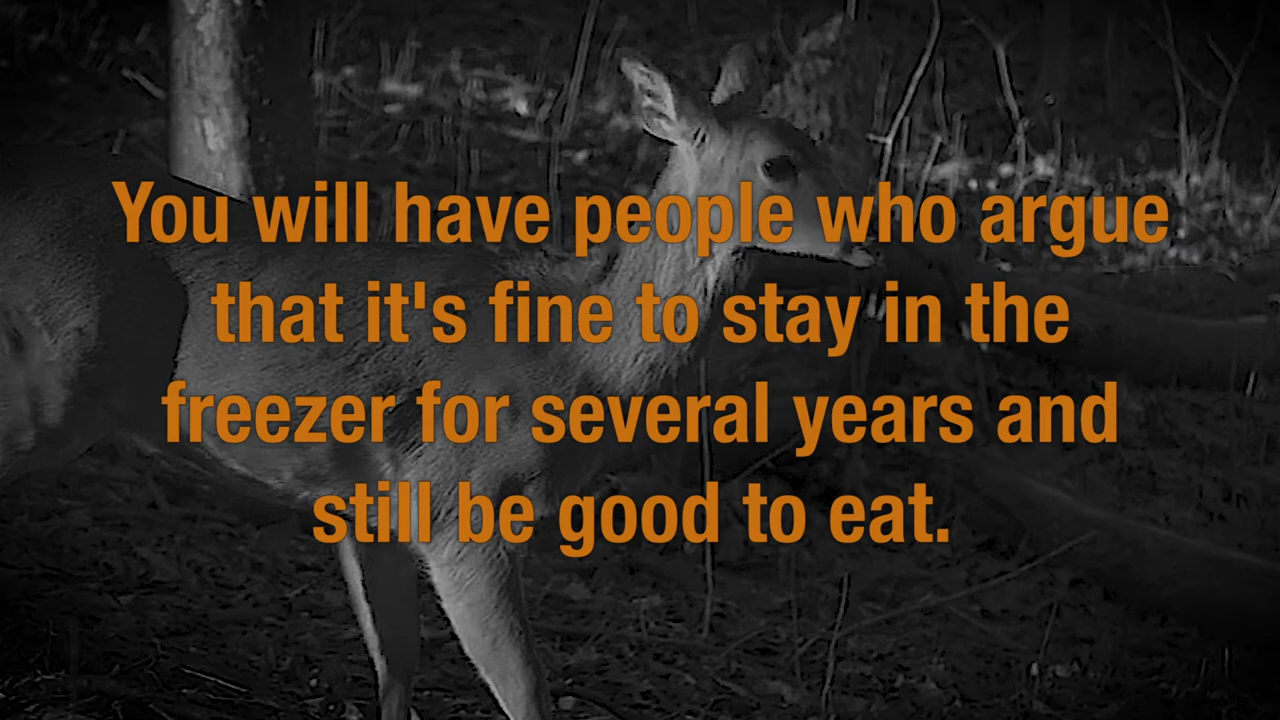 You will have people who argue
that it's fine to stay in the
freezer for several years and
still be good to eat.